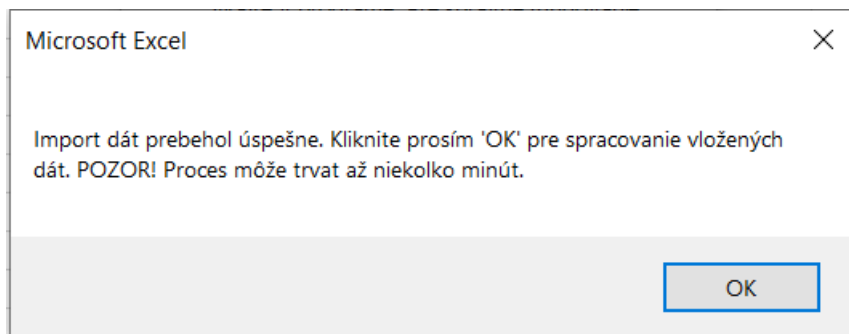 Microsoft Excel
Import dát prebehol úspešne. Kliknite prosím 'OK' pre spracovanie vložených
dát. POZOR! Proces môže trvat až niekolko minút.
OK